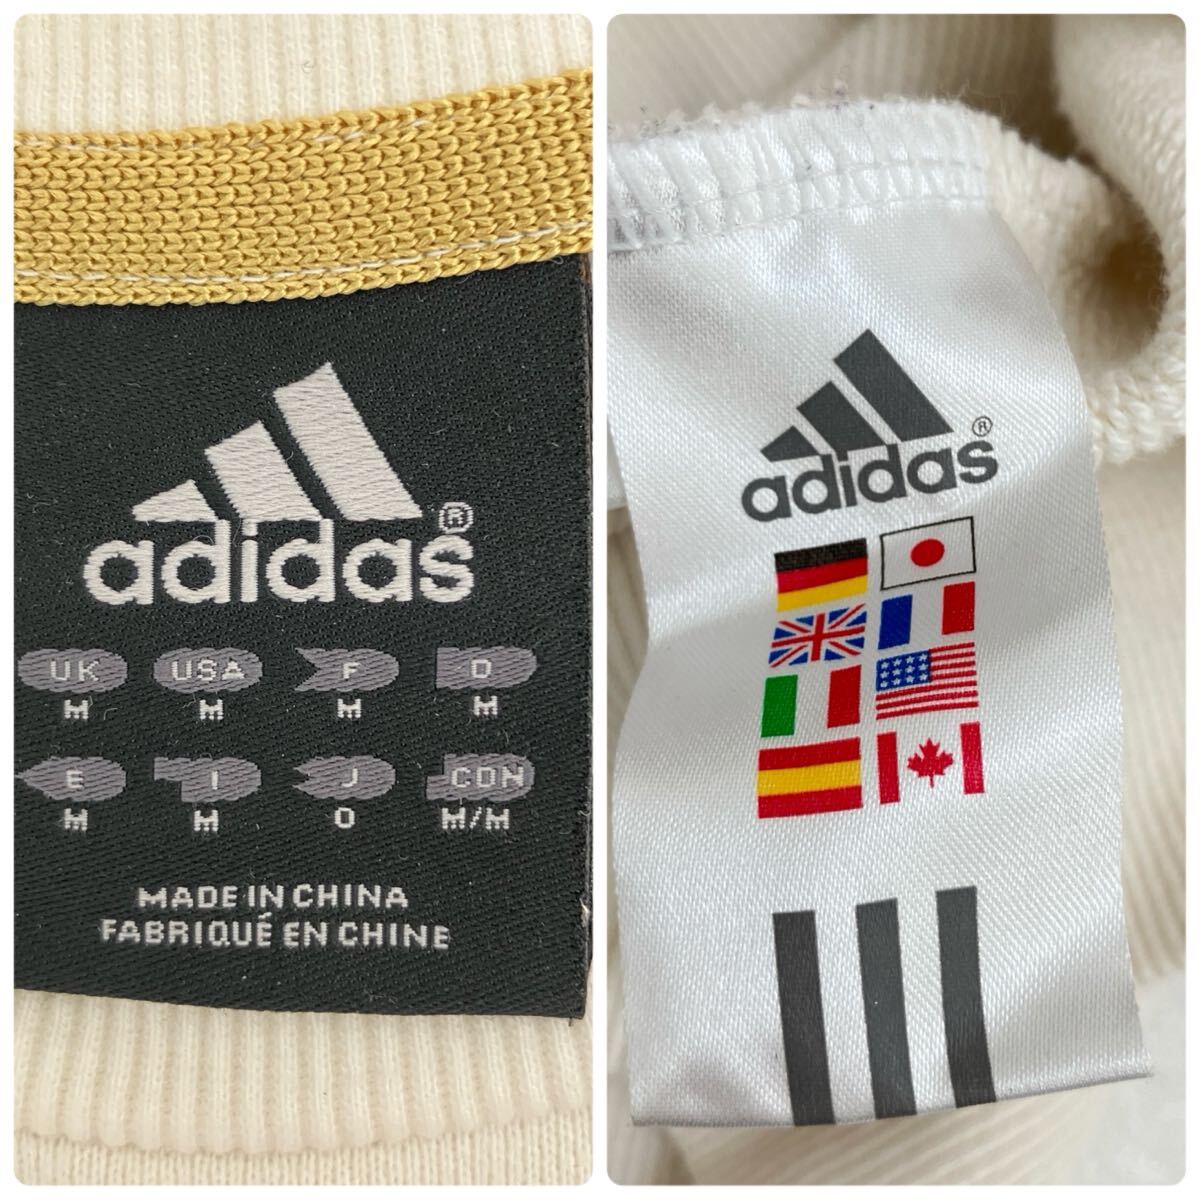 adidas®
UK USA F D
M M M M
E I J CDN
M M O M/M
MADE IN CHINA
FABRIQUÉ EN CHINE
adidas®